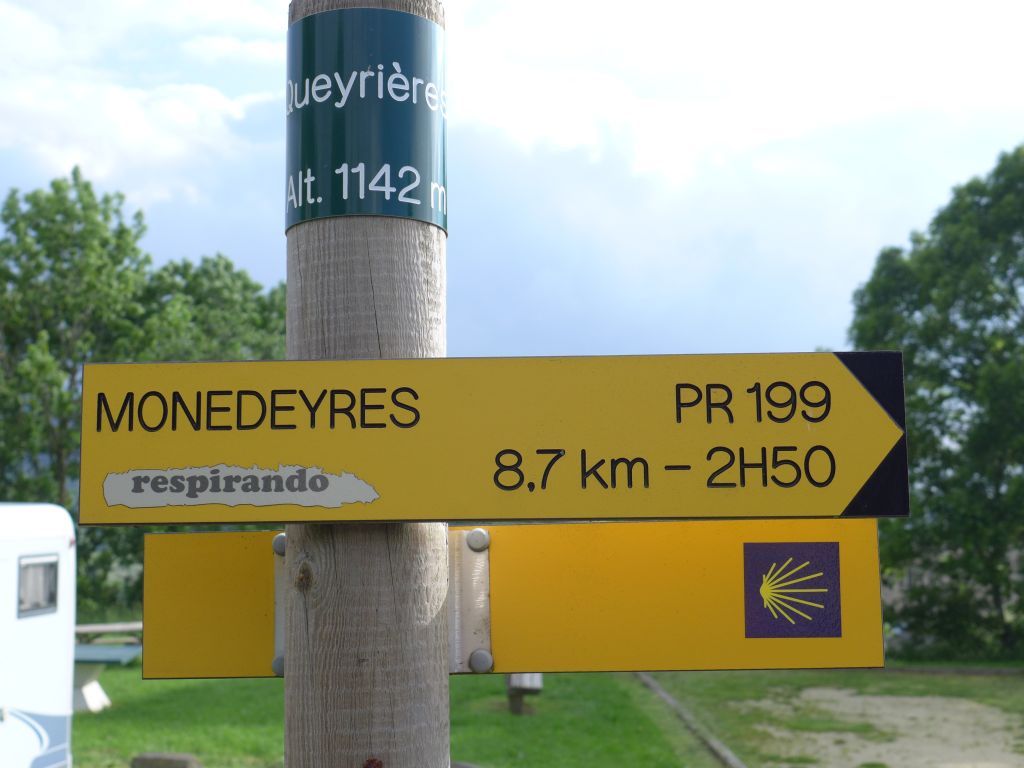 Queyrières
Alt. 1142 m
MONEDEYRES
PR 199
8,7 km – 2H50
respirando